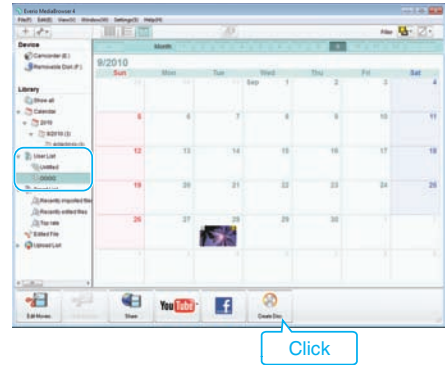 Everio MediaBrowser 4
File(F) Edit(E) View(V) Window(W) Settings(S) Help(H)
Filter
Device
Month
Camcorder (E:)
Removable Disk (F:)
9/2010
Sun Mon Tue Wed Thu Fri Sat
Library
Sep 1 2 3 4
Show all
Calendar
2010
5 6 7 8 9 10 11
9/2010 (1)
User List
12 13 14 15 16 17 18
Untitled
19 20 21 22 23 24 25
Recently imported file
Recently edited files
Top rate
26 27 28 29 30
Edited File
Upload List
Edit Movies
Share
YouTube
f
Create Disc
Click